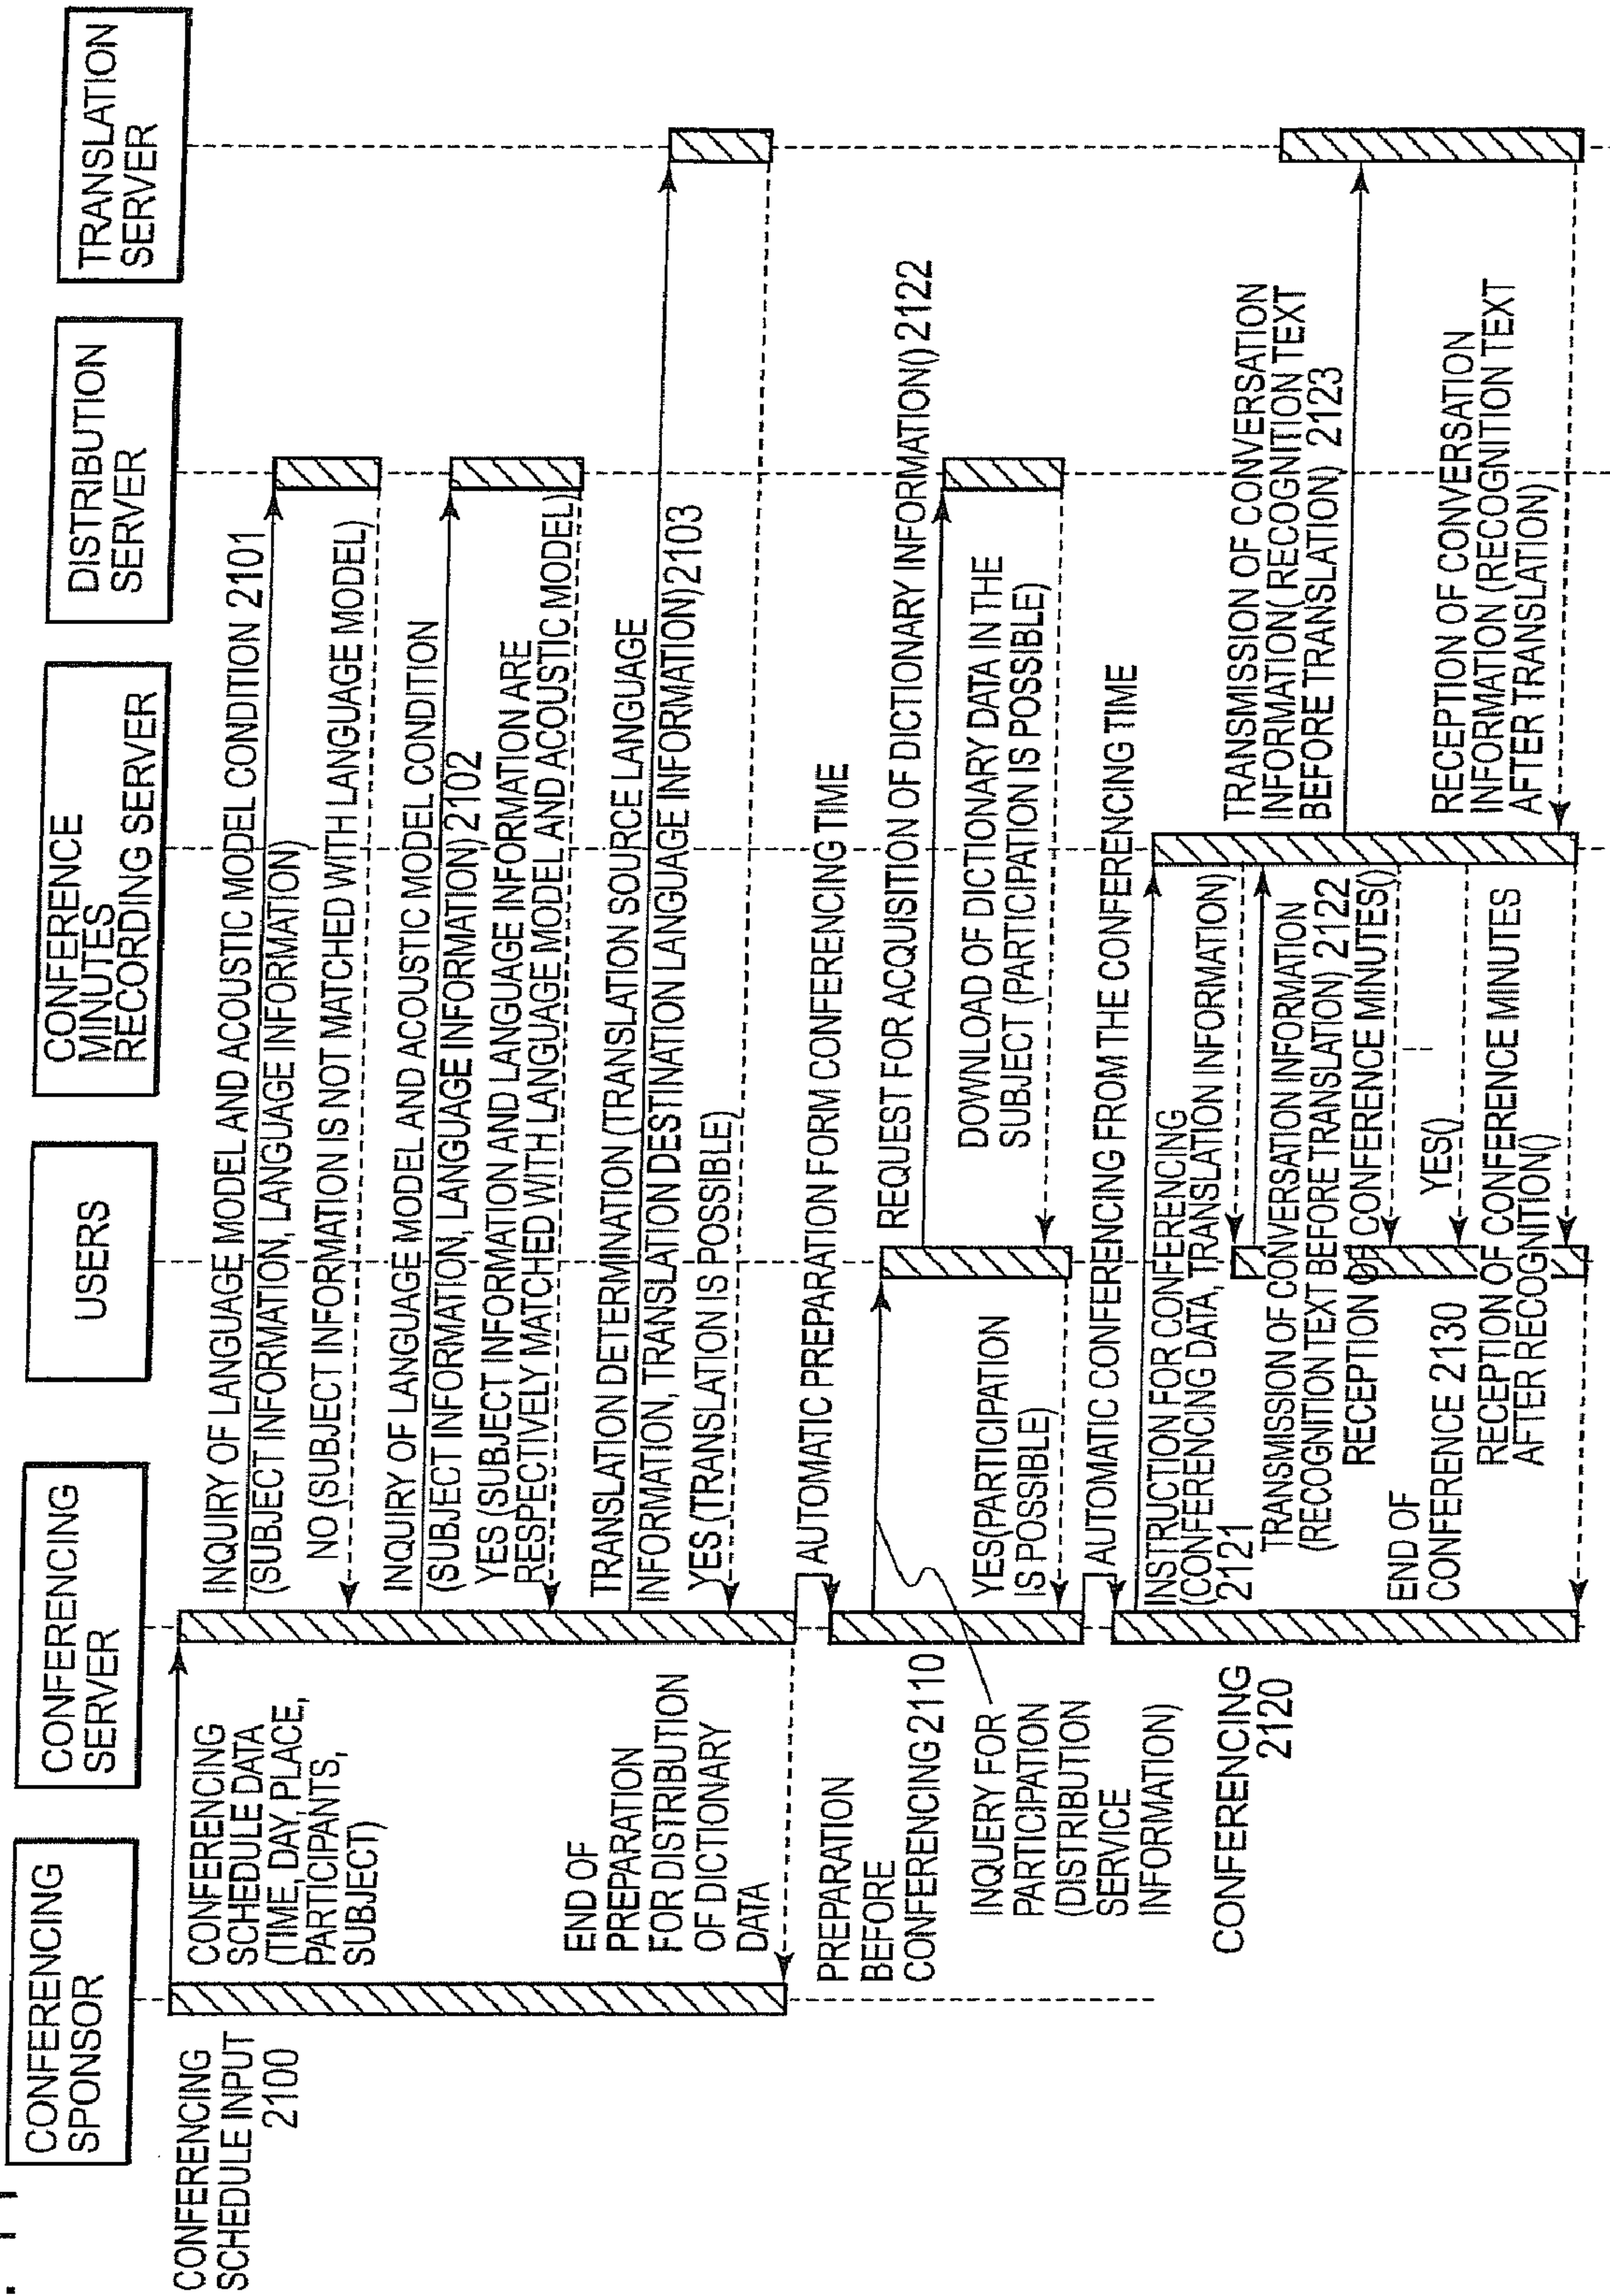 CONFERENCING
SPONSOR
CONFERENCING
SERVER
USERS
CONFERENCE
MINUTES
RECORDING SERVER
DISTRIBUTION
SERVER
TRANSLATION
SERVER
CONFERENCING
SCHEDULE INPUT
2100
CONFERENCING
SCHEDULE DATA
(TIME, DAY, PLACE,
PARTICIPANTS,
SUBJECT)
INQUIRY OF LANGUAGE MODEL AND ACOUSTIC MODEL CONDITION 2101
(SUBJECT INFORMATION, LANGUAGE INFORMATION)
NO (SUBJECT INFORMATION IS NOT MATCHED WITH LANGUAGE MODEL)
INQUIRY OF LANGUAGE MODEL AND ACOUSTIC MODEL CONDITION
(SUBJECT INFORMATION, LANGUAGE INFORMATION) 2102
YES (SUBJECT INFORMATION AND LANGUAGE INFORMATION ARE
RESPECTIVELY MATCHED WITH LANGUAGE MODEL AND ACOUSTIC MODEL)
TRANSLATION DETERMINATION (TRANSLATION SOURCE LANGUAGE
INFORMATION, TRANSLATION DESTINATION LANGUAGE INFORMATION) 2103
YES (TRANSLATION IS POSSIBLE)
END OF
PREPARATION
FOR DISTRIBUTION
OF DICTIONARY
DATA
AUTOMATIC PREPARATION FORM CONFERENCING TIME
PREPARATION
BEFORE
CONFERENCING 2110
REQUEST FOR ACQUISITION OF DICTIONARY INFORMATION() 2122
DOWNLOAD OF DICTIONARY DATA IN THE
SUBJECT (PARTICIPATION IS POSSIBLE)
YES(PARTICIPATION
IS POSSIBLE)
INQUERY FOR
PARTICIPATION
(DISTRIBUTION
SERVICE
INFORMATION)
AUTOMATIC CONFERENCING FROM THE CONFERENCING TIME
CONFERENCING
2120
INSTRUCTION FOR CONFERENCING
(CONFERENCING DATA, TRANSLATION INFORMATION)
2121
TRANSMISSION OF CONVERSATION INFORMATION
(RECOGNITION TEXT BEFORE TRANSLATION) 2122
RECEPTION OF CONFERENCE MINUTES()
TRANSMISSION OF CONVERSATION
INFORMATION( RECOGNITION TEXT
BEFORE TRANSLATION) 2123
YES()
END OF
CONFERENCE 2130
RECEPTION OF CONFERENCE MINUTES
AFTER RECOGNITION()
RECEPTION OF CONVERSATION
INFORMATION (RECOGNITION TEXT
AFTER TRANSLATION)